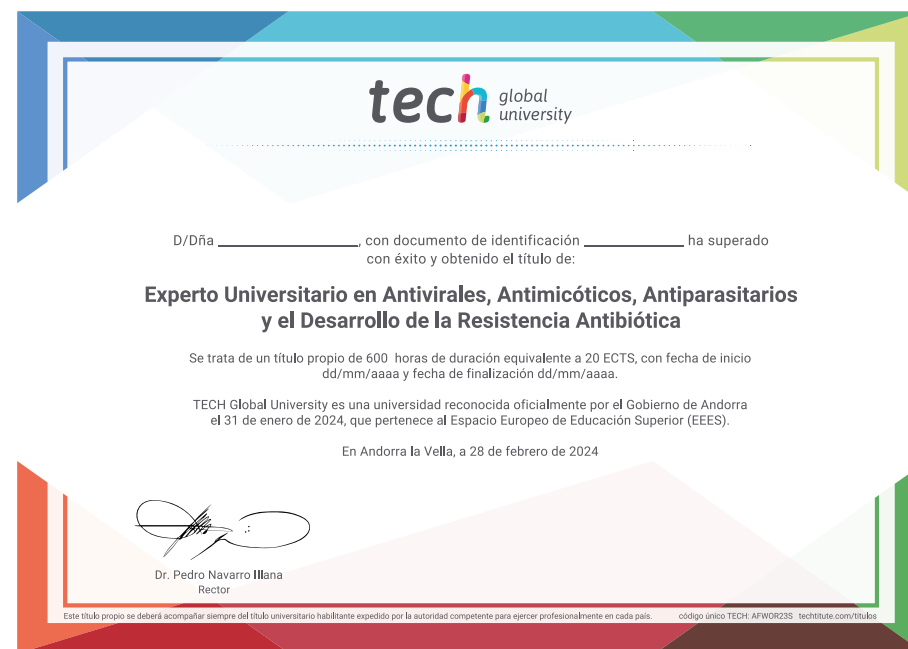 tech global university
D/Dña ____________, con documento de identificación ____________ ha superado
con éxito y obtenido el título de:
Experto Universitario en Antivirales, Antimicóticos, Antiparasitarios
y el Desarrollo de la Resistencia Antibiótica
Se trata de un título propio de 600 horas de duración equivalente a 20 ECTS, con fecha de inicio
dd/mm/aaaa y fecha de finalización dd/mm/aaaa.
TECH Global University es una universidad reconocida oficialmente por el Gobierno de Andorra
el 31 de enero de 2024, que pertenece al Espacio Europeo de Educación Superior (EEES).
En Andorra la Vella, a 28 de febrero de 2024
Dr. Pedro Navarro Illana
Rector
Este título propio se deberá acompañar siempre del título universitario habilitante expedido por la autoridad competente para ejercer profesionalmente en cada país. código único TECH: AFWOR23S techtitute.com/titulos